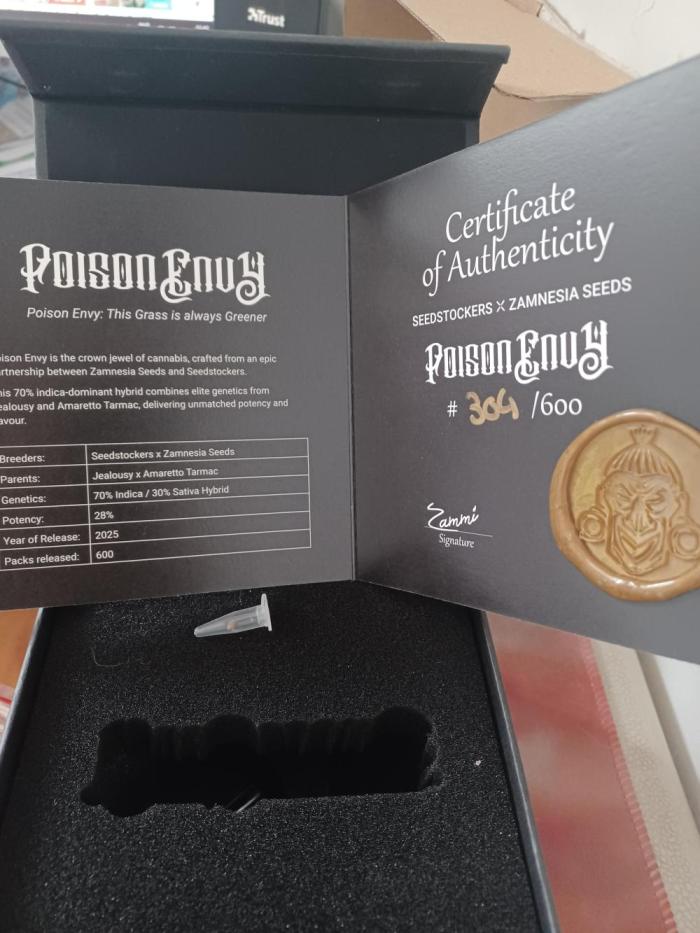 Trust
Poison Envy
Poison Envy: This Grass is always Greener
ison Envy is the crown jewel of cannabis, crafted from an epic
rtnership between Zamnesia Seeds and Seedstockers.
is 70% indica-dominant hybrid combines elite genetics from
alousy and Amaretto Tarmac, delivering unmatched potency and
avour.
Breeders: Seedstockers x Zamnesia Seeds
Parents: Jealousy x Amaretto Tarmac
Genetics: 70% Indica / 30% Sativa Hybrid
Potency: 28%
Year of Release: 2025
Packs released: 600
Certificate
of Authenticity
SEEDSTOCKERS X ZAMNESIA SEEDS
Poison Envy
# 304 /600
Zammi
Signature